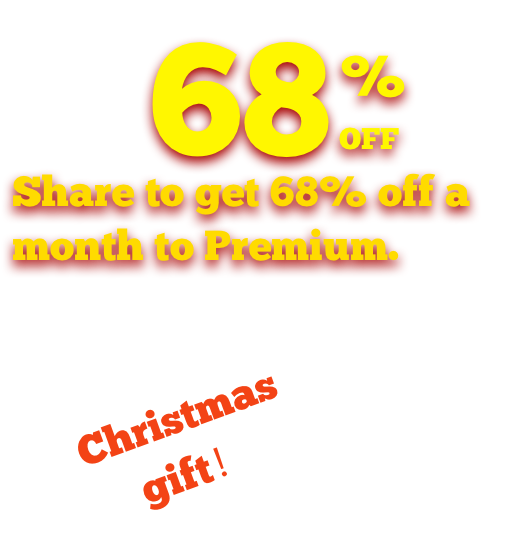 68%
OFF
Share to get 68% off a
month to Premium.
Christmas
gift!